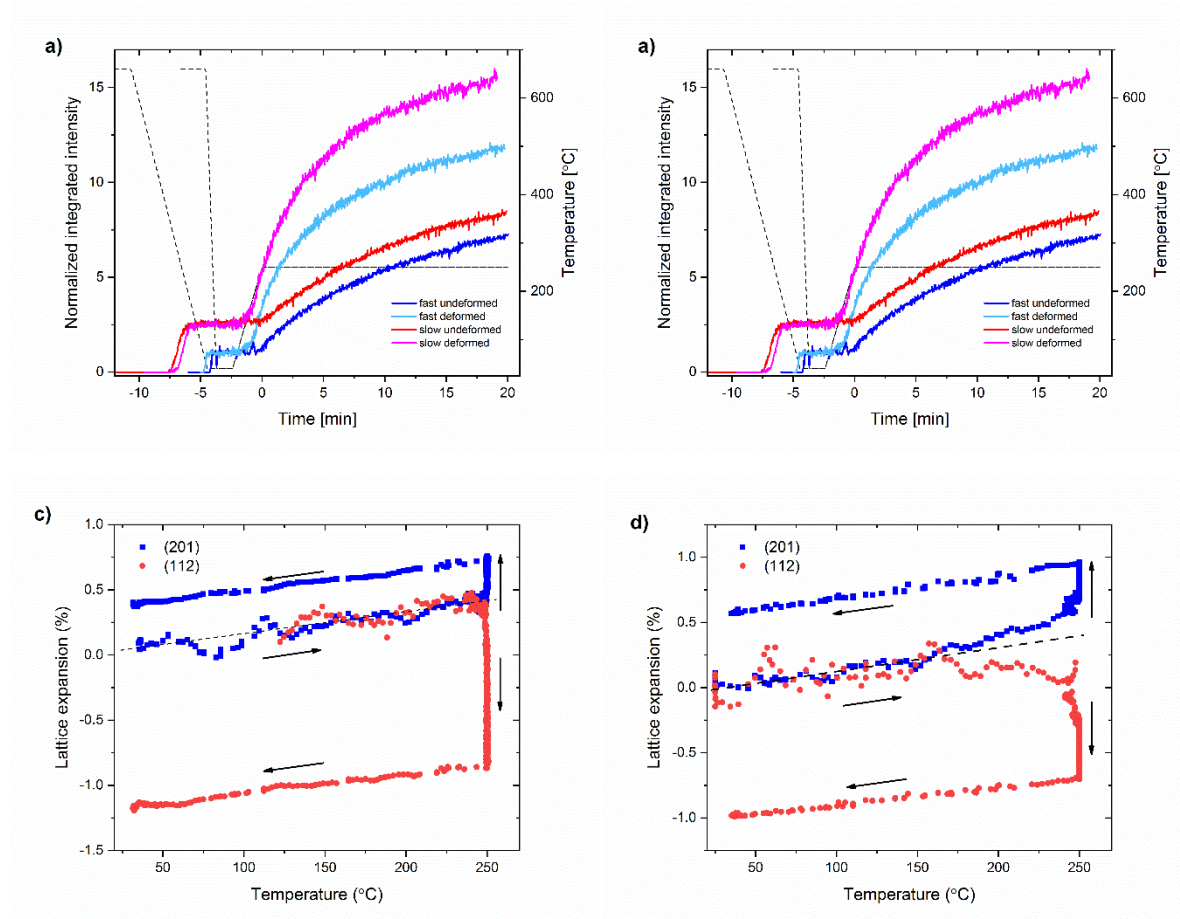 a)
Normalized integrated intensity
15
10
5
0
600
400
200
Temperature [°C]
fast undeformed
fast deformed
slow undeformed
slow deformed
-10 -5 0 5 10 15 20
Time [min]
a)
Normalized integrated intensity
15
10
5
0
600
400
200
Temperature [°C]
fast undeformed
fast deformed
slow undeformed
slow deformed
-10 -5 0 5 10 15 20
Time [min]
c)
Lattice expansion (%)
1.0
0.5
0.0
-0.5
-1.0
-1.5
(201)
(112)
50 100 150 200 250
Temperature (°C)
d)
Lattice expansion (%)
1.0
0.5
0.0
-0.5
-1.0
(201)
(112)
50 100 150 200 250
Temperature (°C)